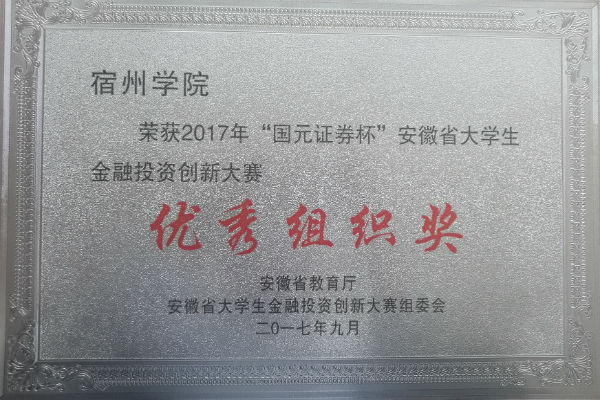 宿州学院
荣获2017年“国元证券杯”安徽省大学生
金融投资创新大赛
优秀组织奖
安徽省教育厅
安徽省大学生金融投资创新大赛组委会
二〇一七年九月